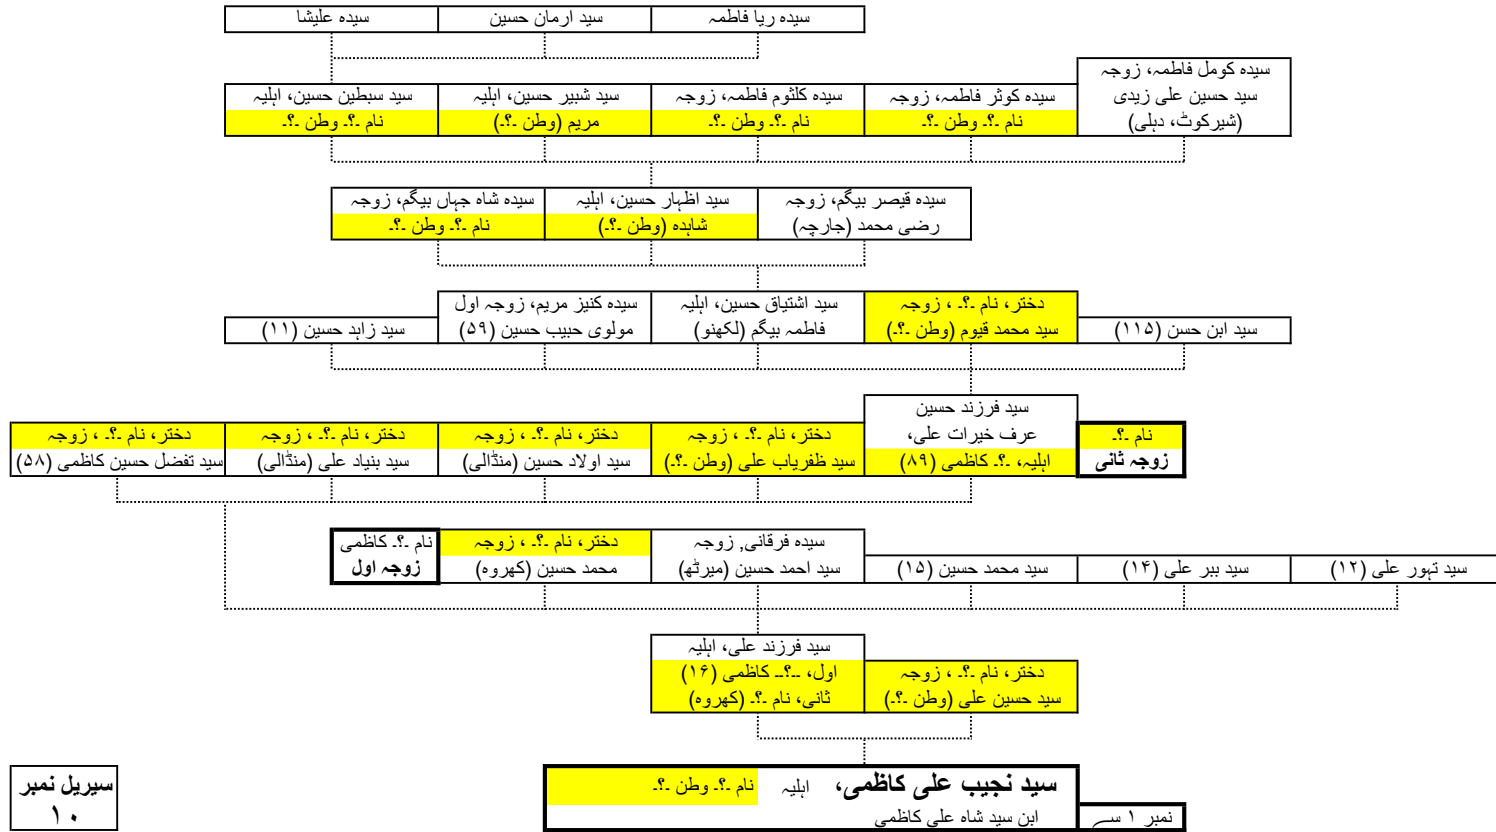 سیدہ ریا فاطمہ
سید ارمان حسین
سیدہ علیشا
سیدہ کومل فاطمہ، زوجہ
سید حسین علی زیدی
(شیرکوٹ، دہلی)
سیدہ کوثر فاطمہ، زوجہ
نام ۔؟۔ وطن ۔؟۔
سیدہ کلثوم فاطمہ، زوجہ
نام ۔؟۔ وطن ۔؟۔
سید شبیر حسین، اہلیہ
مریم (وطن ۔؟۔)
سید سبطین حسین، اہلیہ
نام ۔؟۔ وطن ۔؟۔
سیدہ قیصر بیگم، زوجہ
رضی محمد (جارچہ)
سید اظہار حسین، اہلیہ
شاہدہ (وطن ۔؟۔)
سیدہ شاہ جہاں بیگم، زوجہ
نام ۔؟۔ وطن ۔؟۔
سید ابن حسن (۱۱۵)
دختر، نام ۔؟۔ ، زوجہ
سید محمد قیوم (وطن ۔؟۔)
سید اشتیاق حسین، اہلیہ
فاطمہ بیگم (لکھنو)
سیدہ کنیز مریم، زوجہ اول
مولوی حبیب حسین (۵۹)
سید زاہد حسین (۱۱)
نام ۔؟۔
زوجہ ثانی
سید فرزند حسین
عرف خیرات علی،
اہلیہ، ۔؟۔ کاظمی (۸۹)
دختر، نام ۔؟۔ ، زوجہ
سید ظفریاب علی (وطن ۔؟۔)
دختر، نام ۔؟۔ ، زوجہ
سید اولاد حسین (منڈالی)
دختر، نام ۔؟۔ ، زوجہ
سید بنیاد علی (منڈالی)
دختر، نام ۔؟۔ ، زوجہ
سید تفضل حسین کاظمی (۵۸)
سید تہور علی (۱۲)
سید ببر علی (۱۴)
سید محمد حسین (۱۵)
سیدہ فرقانی, زوجہ
سید احمد حسین (میرٹھ)
دختر، نام ۔؟۔ ، زوجہ
محمد حسین (کھروہ)
نام ۔؟۔ کاظمی
زوجہ اول
دختر، نام ۔؟۔ ، زوجہ
سید حسین علی (وطن ۔؟۔)
سید فرزند علی، اہلیہ
اول، ۔۔؟۔۔ کاظمی (۱۶)
ثانی، نام ۔؟۔ (کھروہ)
نمبر ۱ سے
سید نجیب علی کاظمی، اہلیہ نام ۔؟۔ وطن ۔؟۔
ابن سید شاہ علی کاظمی
سیریل نمبر
۱۰